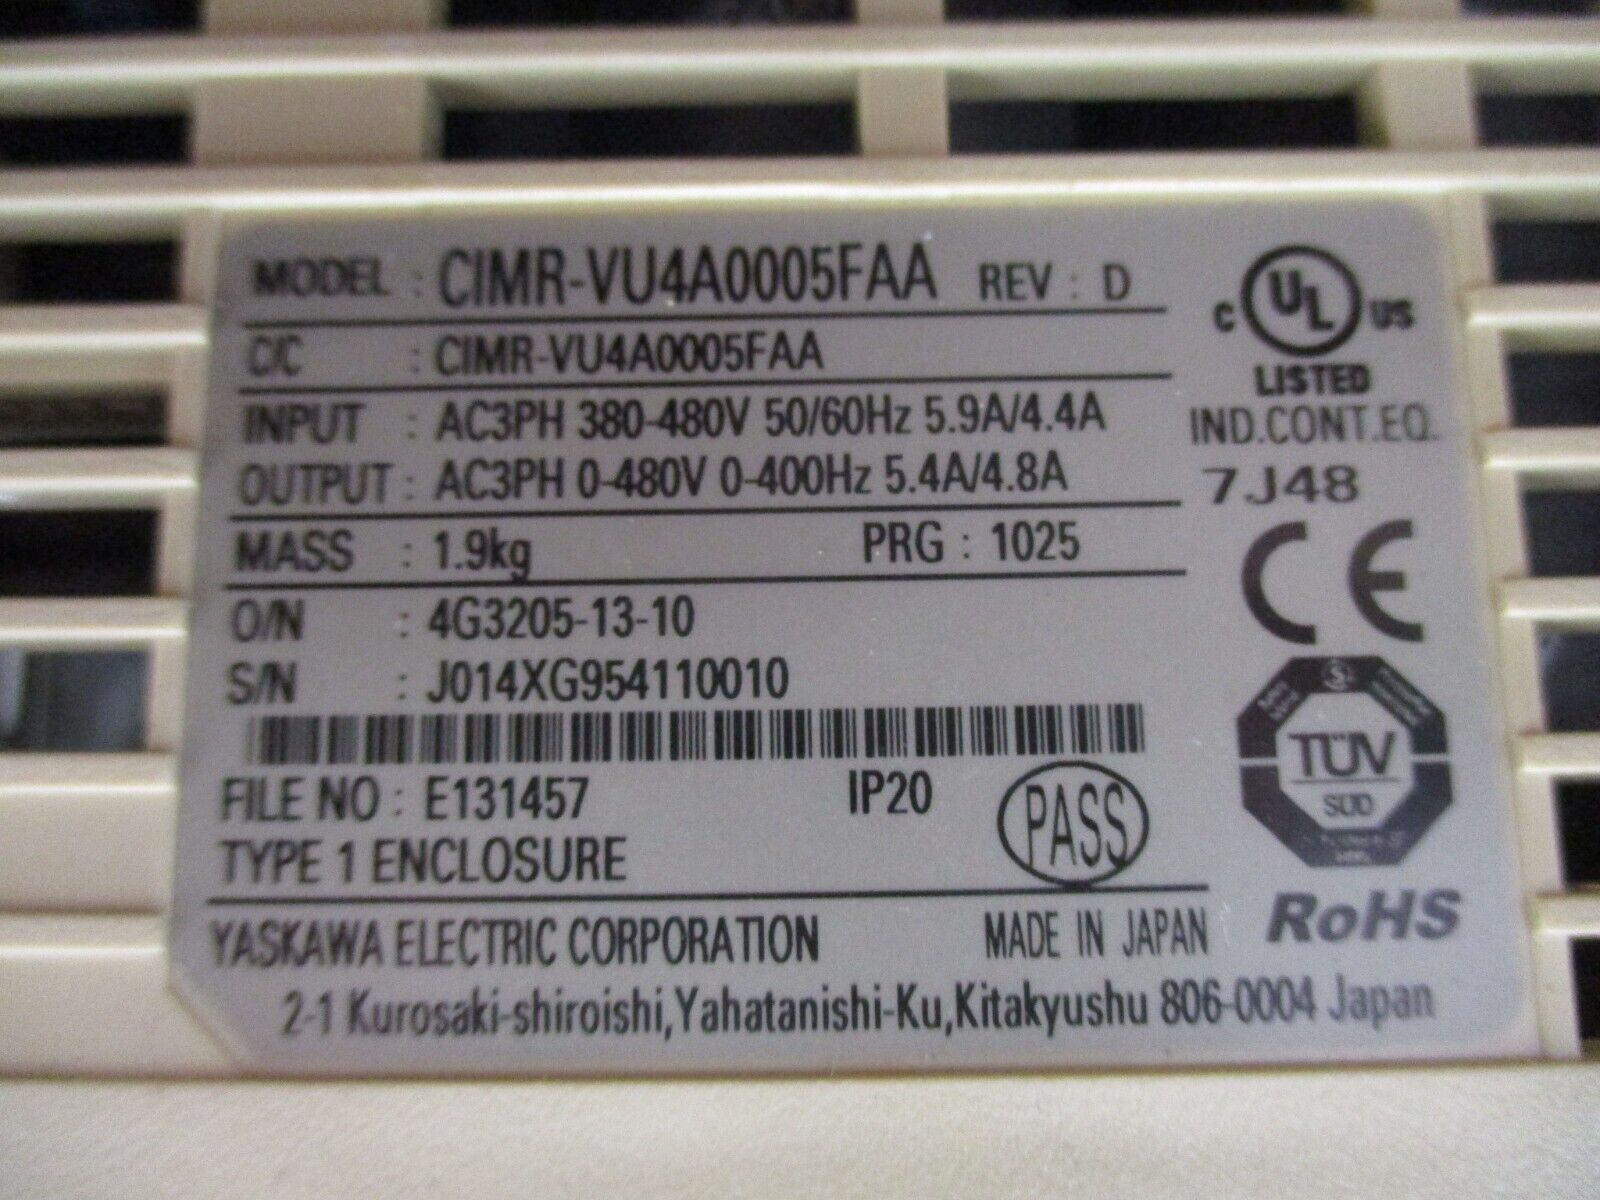 MODEL : CIMR-VU4A0005FAA REV : D
C/C : CIMR-VU4A0005FAA
INPUT : AC3PH 380-480V 50/60Hz 5.9A/4.4A
OUTPUT : AC3PH 0-480V 0-400Hz 5.4A/4.8A
MASS : 1.9kg PRG : 1025
O/N : 4G3205-13-10
S/N : J014XG954110010
FILE NO : E131457 IP20
PASS
TYPE 1 ENCLOSURE
YASKAWA ELECTRIC CORPORATION MADE IN JAPAN
2-1 Kurosaki-shiroishi,Yahatanishi-Ku,Kitakyushu 806-0004 Japan
C UL US
LISTED
IND.CONT.EQ.
7J48
CE
TÜV
SÜD
RoHS